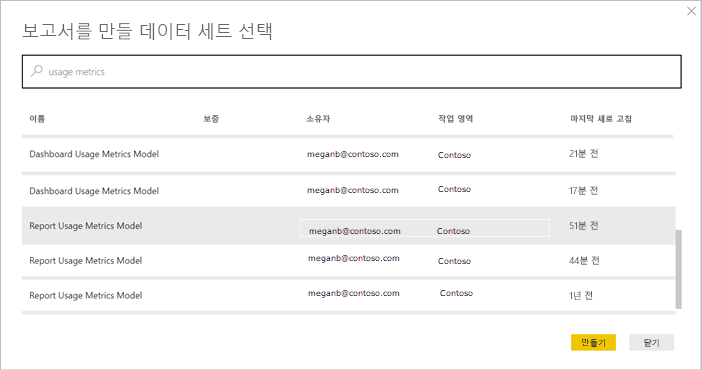 보고서를 만들 데이터 세트 선택
usage metrics
이름 보증 소유자 작업 영역 마지막 새로 고침
Dashboard Usage Metrics Model meganb@contoso.com Contoso 21분 전
Dashboard Usage Metrics Model meganb@contoso.com Contoso 17분 전
Report Usage Metrics Model meganb@contoso.com Contoso 51분 전
Report Usage Metrics Model meganb@contoso.com Contoso 44분 전
Report Usage Metrics Model meganb@contoso.com Contoso 1년 전
만들기 닫기